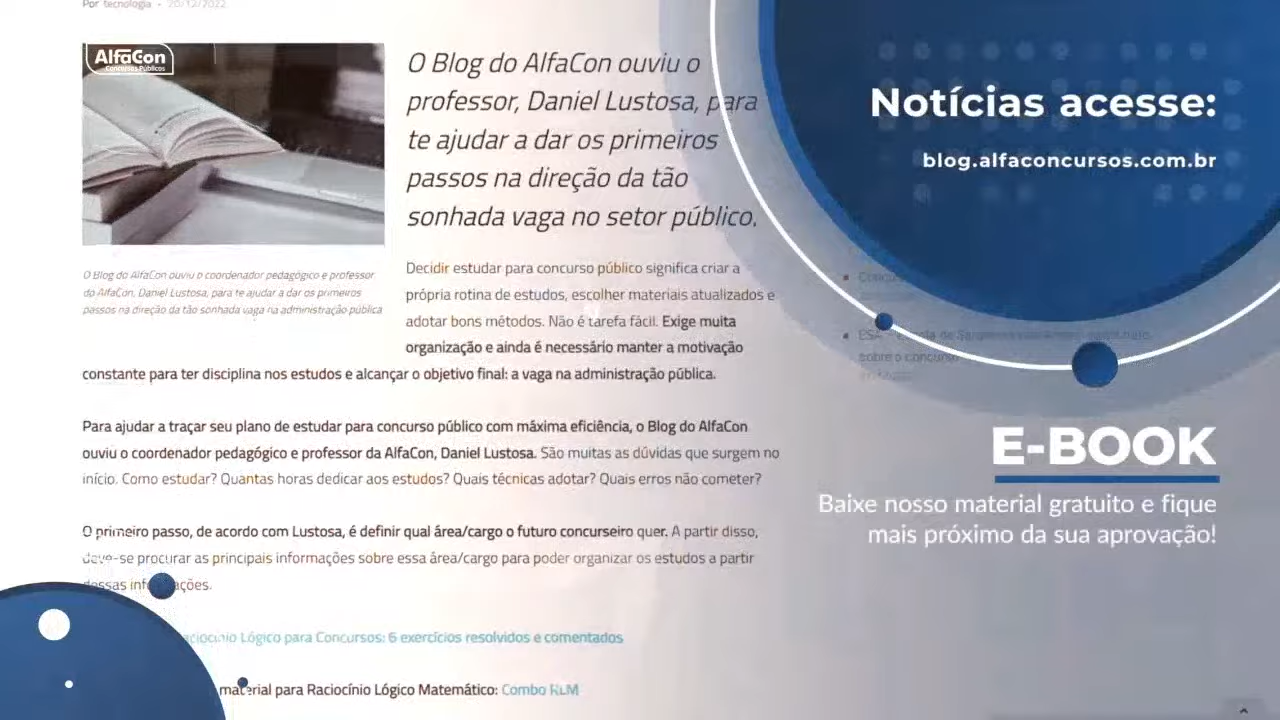 Por tecnologia - 20/12/2022
AlfaCon
Concursos Públicos
O Blog do AlfaCon ouviu o
professor, Daniel Lustosa, para
te ajudar a dar os primeiros
passos na direção da tão
sonhada vaga no setor público.
O Blog do AlfaCon ouviu o coordenador pedagógico e professor
do AlfaCon, Daniel Lustosa, para te ajudar a dar os primeiros
passos na direção da tão sonhada vaga na administração pública
Decidir estudar para concurso público significa criar a
própria rotina de estudos, escolher materiais atualizados e
adotar bons métodos. Não é tarefa fácil. Exige muita
organização e ainda é necessário manter a motivação
constante para ter disciplina nos estudos e alcançar o objetivo final: a vaga na administração pública.
Para ajudar a traçar seu plano de estudar para concurso público com máxima eficiência, o Blog do AlfaCon
ouviu o coordenador pedagógico e professor da AlfaCon, Daniel Lustosa. São muitas as dúvidas que surgem no
início. Como estudar? Quantas horas dedicar aos estudos? Quais técnicas adotar? Quais erros não cometer?
O primeiro passo, de acordo com Lustosa, é definir qual área/cargo o futuro concurseiro quer. A partir disso,
deve-se procurar as principais informações sobre essa área/cargo para poder organizar os estudos a partir
dessas informações.
Raciocínio Lógico para Concursos: 6 exercícios resolvidos e comentados
material para Raciocínio Lógico Matemático: Combo RLM
Notícias acesse:
blog.alfaconcursos.com.br
sobre o concurso
E-BOOK
Baixe nosso material gratuito e fique
mais próximo da sua aprovação!